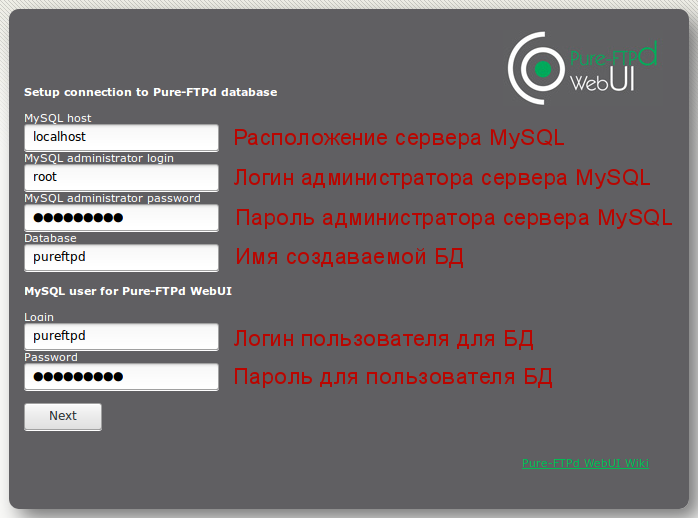 Pure-FTPd
WebUI
Setup connection to Pure-FTPd database
MySQL host
localhost Расположение сервера MySQL
MySQL administrator login
root Логин администратора сервера MySQL
MySQL administrator password
●●●●●●●●● Пароль администратора сервера MySQL
Database
pureftpd Имя создаваемой БД
MySQL user for Pure-FTPd WebUI
Login
pureftpd Логин пользователя для БД
Password
●●●●●●●●● Пароль для пользователя БД
Next
Pure-FTPd WebUI Wiki